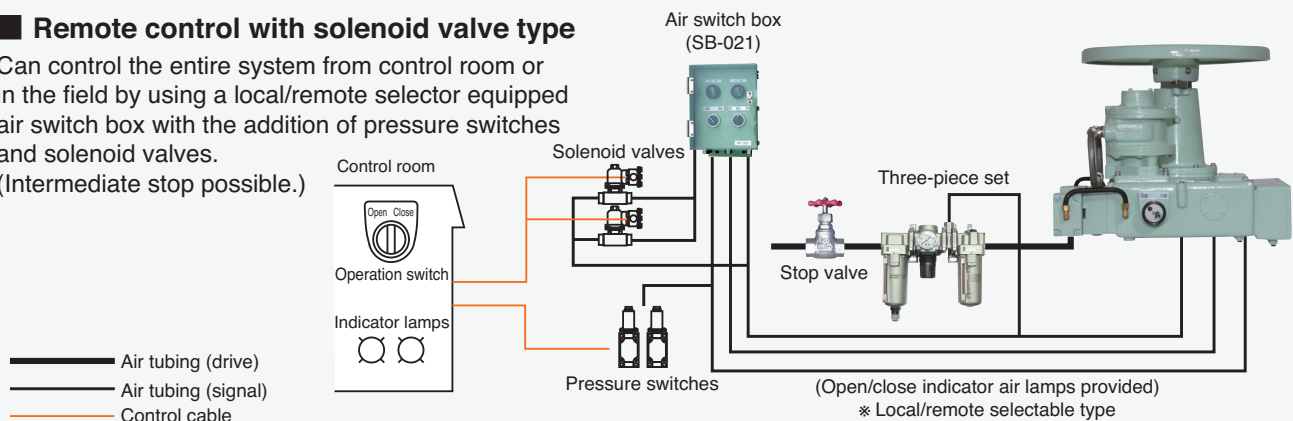 ■ Remote control with solenoid valve type
Can control the entire system from control room or
in the field by using a local/remote selector equipped
air switch box with the addition of pressure switches
and solenoid valves.
(Intermediate stop possible.)
Air switch box
(SB-021)
Solenoid valves
Control room
Open Close
Operation switch
Indicator lamps
Three-piece set
Stop valve
Pressure switches
Air tubing (drive)
Air tubing (signal)
Control cable
(Open/close indicator air lamps provided)
※ Local/remote selectable type